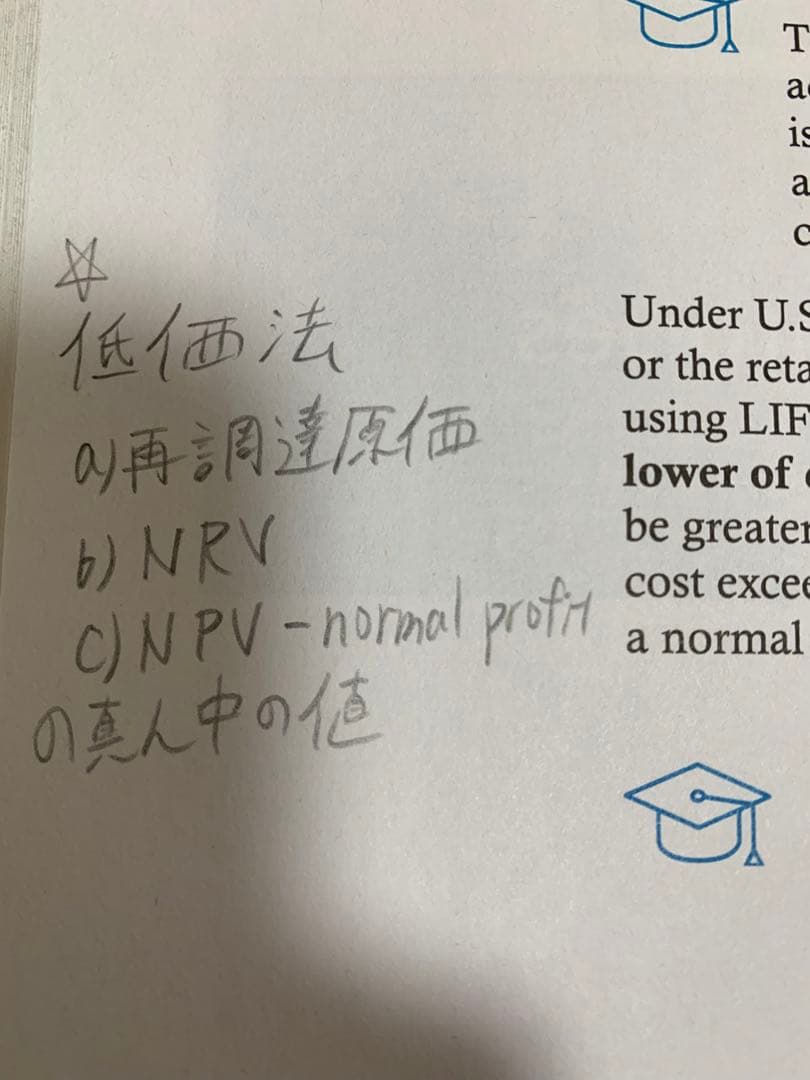 低価法
a)再調達原価
b)NRV
c)NPV-normal profit
の真ん中の値
T
a
is
a
c
Under U.S
or the reta
using LIF
lower of
be greater
cost excee
a normal